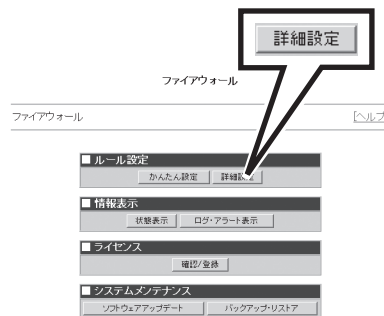 詳細設定
ファイアウォール
ファイアウォール [ヘルプ
■ ルール設定
かんたん設定 詳細設
■ 情報表示
状態表示 ログ・アラート表示
■ ライセンス
確認/登録
■ システムメンテナンス
ソフトウェアアップデート バックアップ・リストア